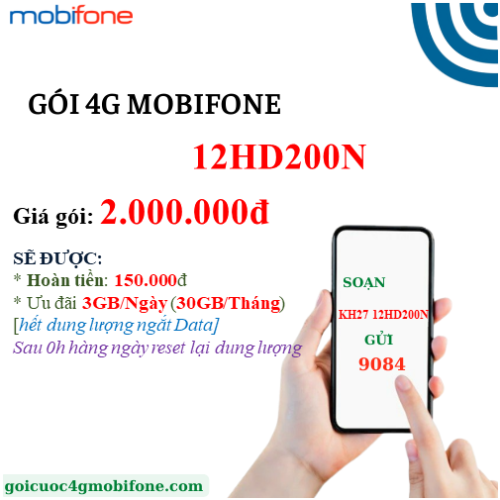 mobifone
GÓI 4G MOBIFONE
12HD200N
Giá gói: 2.000.000đ
SẼ ĐƯỢC:
* Hoàn tiền: 150.000đ
* Ưu đãi 3GB/Ngày (30GB/Tháng)
[hết dung lượng ngắt Data]
Sau 0h hàng ngày reset lại dung lượng
SOẠN
KH27 12HD200N
GỬI
9084
goicuoc4gmobifone.com